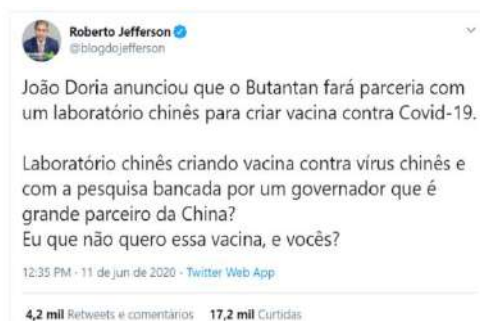 Roberto Jefferson
@blogdojefferson
João Doria anunciou que o Butantan fará parceria com
um laboratório chinês para criar vacina contra Covid-19.
Laboratório chinês criando vacina contra vírus chinês e
com a pesquisa bancada por um governador que é
grande parceiro da China?
Eu que não quero essa vacina, e vocês?
12:35 PM · 11 de jun de 2020 · Twitter Web App
4,2 mil Retweets e comentários 17,2 mil Curtidas